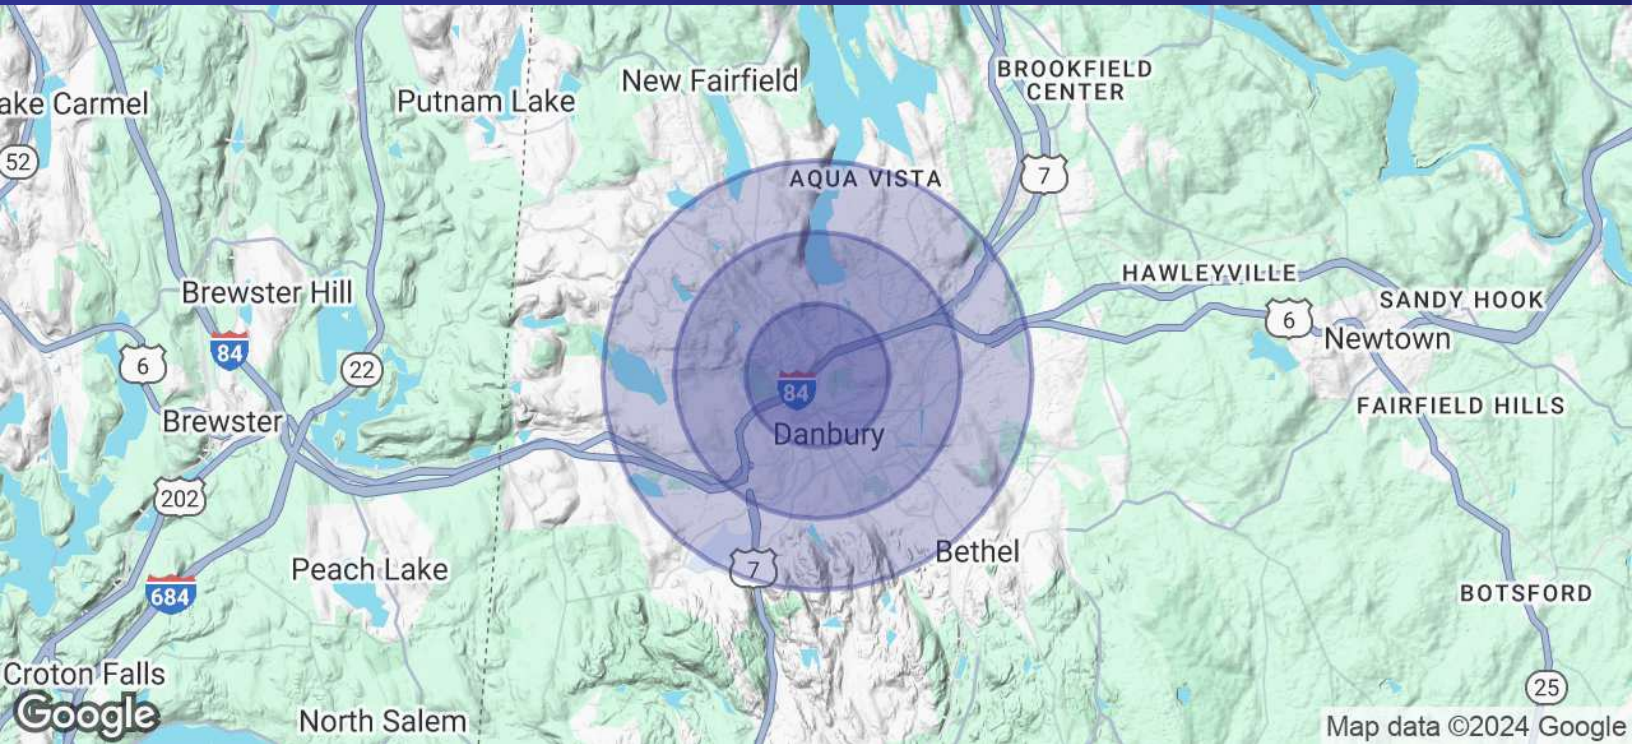 BROOKFIELD
CENTER
New Fairfield
Putnam Lake
ake Carmel
52
7
AQUA VISTA
HAWLEYVILLE
Brewster Hill
SANDY HOOK
6
Newtown
84
6
22
84
FAIRFIELD HILLS
Brewster
Danbury
202
Bethel
Peach Lake
7
684
BOTSFORD
Croton Falls
25
Google
North Salem
Map data ©2024 Google